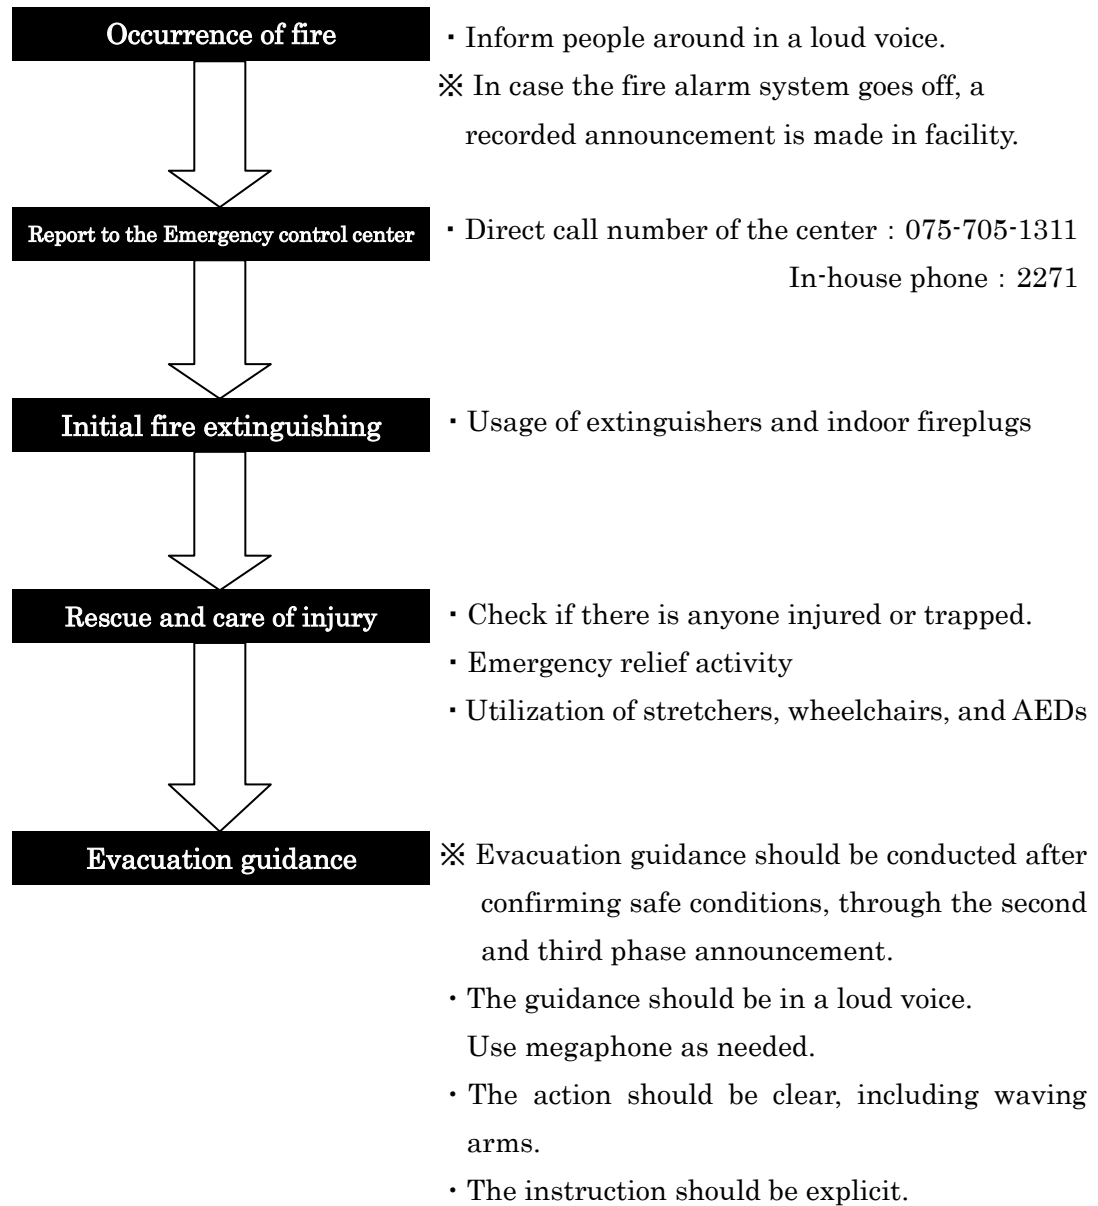 Occurrence of fire
・Inform people around in a loud voice.
※ In case the fire alarm system goes off, a
recorded announcement is made in facility.
Report to the Emergency control center
・Direct call number of the center：075-705-1311
In-house phone：2271
Initial fire extinguishing
・Usage of extinguishers and indoor fireplugs
Rescue and care of injury
・Check if there is anyone injured or trapped.
・Emergency relief activity
・Utilization of stretchers, wheelchairs, and AEDs
Evacuation guidance
※ Evacuation guidance should be conducted after
confirming safe conditions, through the second
and third phase announcement.
・The guidance should be in a loud voice.
Use megaphone as needed.
・The action should be clear, including waving
arms.
・The instruction should be explicit.